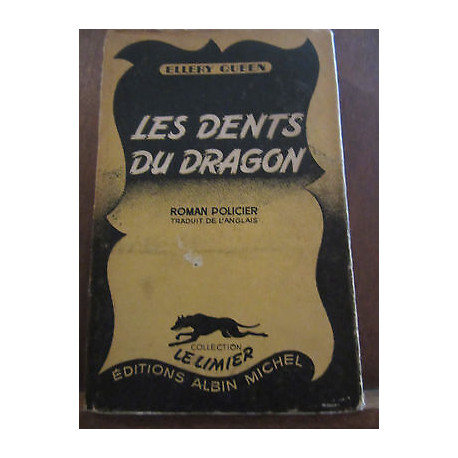 ELLERY QUEEN
LES DENTS
DU DRAGON
ROMAN POLICIER
TRADUIT DE L'ANGLAIS
COLLECTION
LE LIMIER
ÉDITIONS ALBIN MICHEL